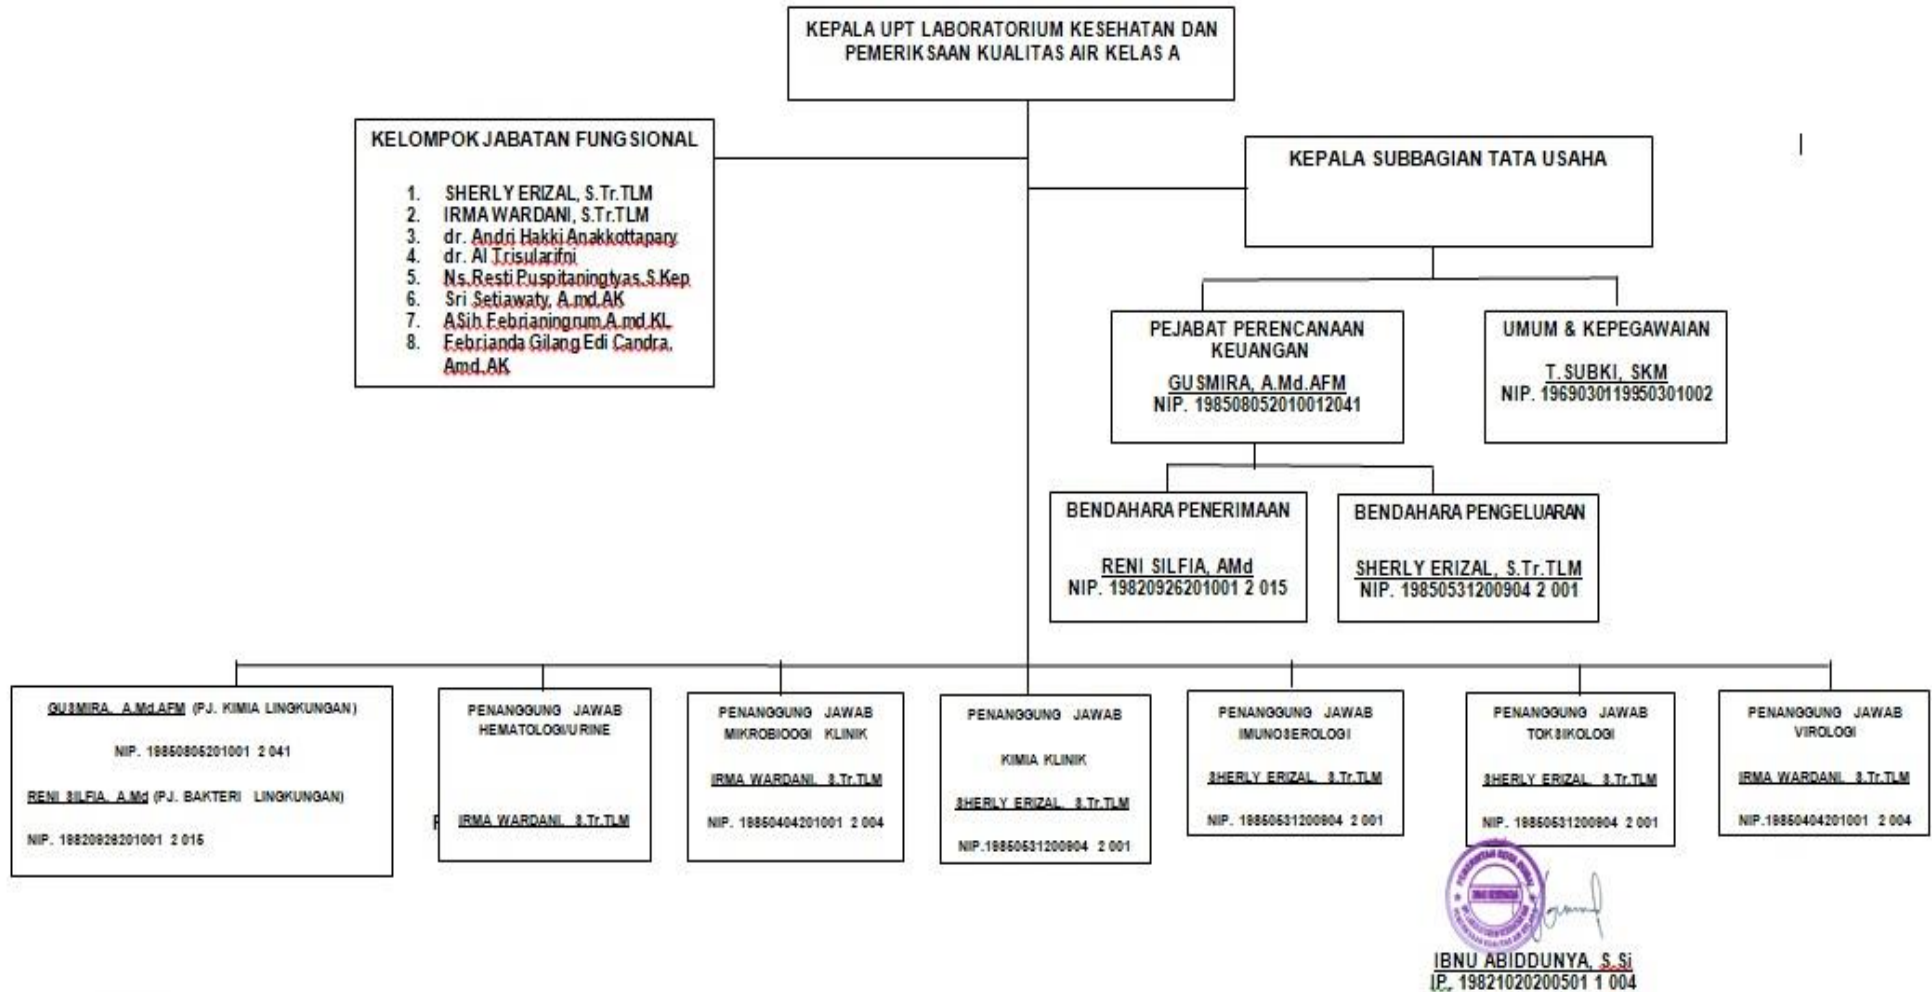 KEPALA UPT LABORATORIUM KESEHATAN DAN
PEMERIKSAAN KUALITAS AIR KELAS A
KELOMPOK JABATAN FUNGSIONAL
1. SHERLY ERIZAL, S.Tr.TLM
2. IRMA WARDANI, S.Tr.TLM
3. dr. Andri Hakki Anakkottapary
4. dr. Al Trisularifni
5. Ns.Resti Puspitaningtyas.S.Kep
6. Sri Setiawaty, A.md.AK
7. ASih Febrianingrum.A.md.KL
8. Febrianda Gilang Edi Candra,
Amd.AK
KEPALA SUBBAGIAN TATA USAHA
PEJABAT PERENCANAAN
KEUANGAN
GUSMIRA, A.Md.AFM
NIP. 198508052010012041
UMUM & KEPEGAWAIAN
T.SUBKI, SKM
NIP. 1969030119950301002
BENDAHARA PENERIMAAN
RENI SILFIA, AMd
NIP. 19820926201001 2 015
BENDAHARA PENGELUARAN
SHERLY ERIZAL, S.Tr.TLM
NIP. 19850531200904 2 001
GUSMIRA. A.Md.AFM (PJ. KIMIA LINGKUNGAN)
NIP. 19850805201001 2 041
RENI SILFIA. A.Md (PJ. BAKTERI LINGKUNGAN)
NIP. 19820926201001 2 015
PENANGGUNG JAWAB
HEMATOLOGI/URINE
IRMA WARDANI. S.Tr.TLM
PENANGGUNG JAWAB
MIKROBIOOGI KLINIK
IRMA WARDANI. S.Tr.TLM
NIP. 19850404201001 2 004
PENANGGUNG JAWAB
KIMIA KLINIK
SHERLY ERIZAL. S.Tr.TLM
NIP.19850531200904 2 001
PENANGGUNG JAWAB
IMUNOSEROLOGI
SHERLY ERIZAL. S.Tr.TLM
NIP. 19850531200904 2 001
PENANGGUNG JAWAB
TOKSIKOLOGI
SHERLY ERIZAL. S.Tr.TLM
NIP. 19850531200904 2 001
PENANGGUNG JAWAB
VIROLOGI
IRMA WARDANI. S.Tr.TLM
NIP.19850404201001 2 004
PEMERINTAH KOTA DUMAI
IBNU ABIDDUNYA, S.Si
IP. 19821020200501 1 004